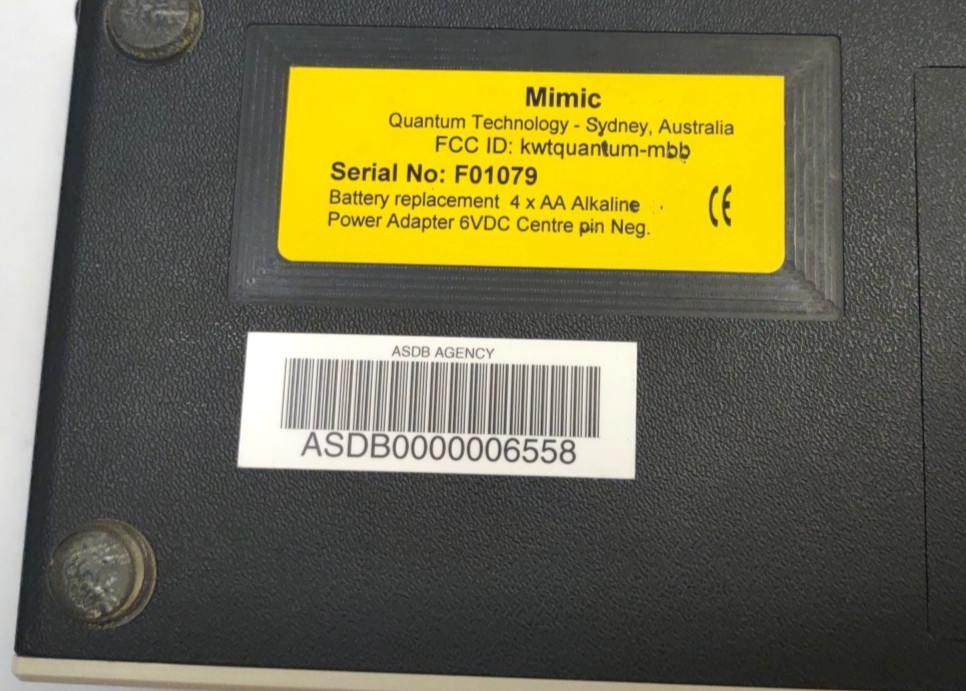 Mimic
Quantum Technology - Sydney, Australia
FCC ID: kwtquantum-mbb
Serial No: F01079
Battery replacement 4 x AA Alkaline
Power Adapter 6VDC Centre pin Neg.
CE
ASDB AGENCY
ASDB0000006558